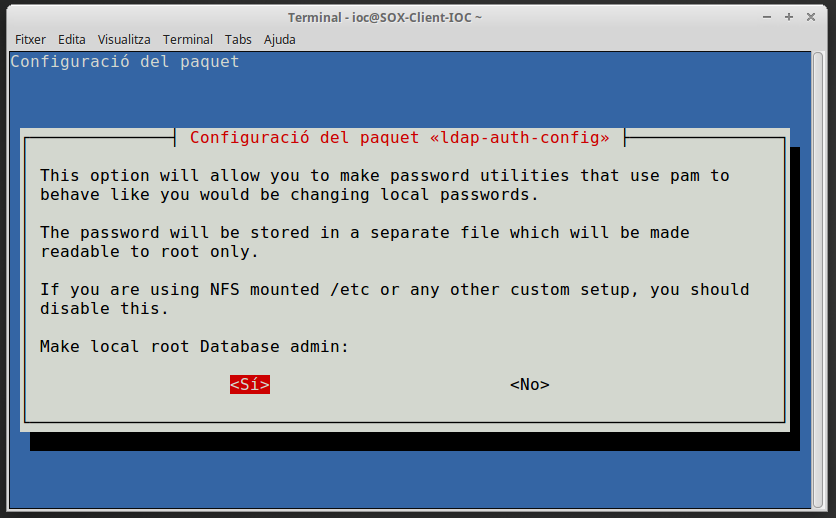 Terminal - ioc@SOX-Client-IOC ~
Fitxer Edita Visualitza Terminal Tabs Ajuda
Configuració del paquet
Configuració del paquet «ldap-auth-config»
This option will allow you to make password utilities that use pam to
behave like you would be changing local passwords.
The password will be stored in a separate file which will be made
readable to root only.
If you are using NFS mounted /etc or any other custom setup, you should
disable this.
Make local root Database admin:
<Sí> <No>